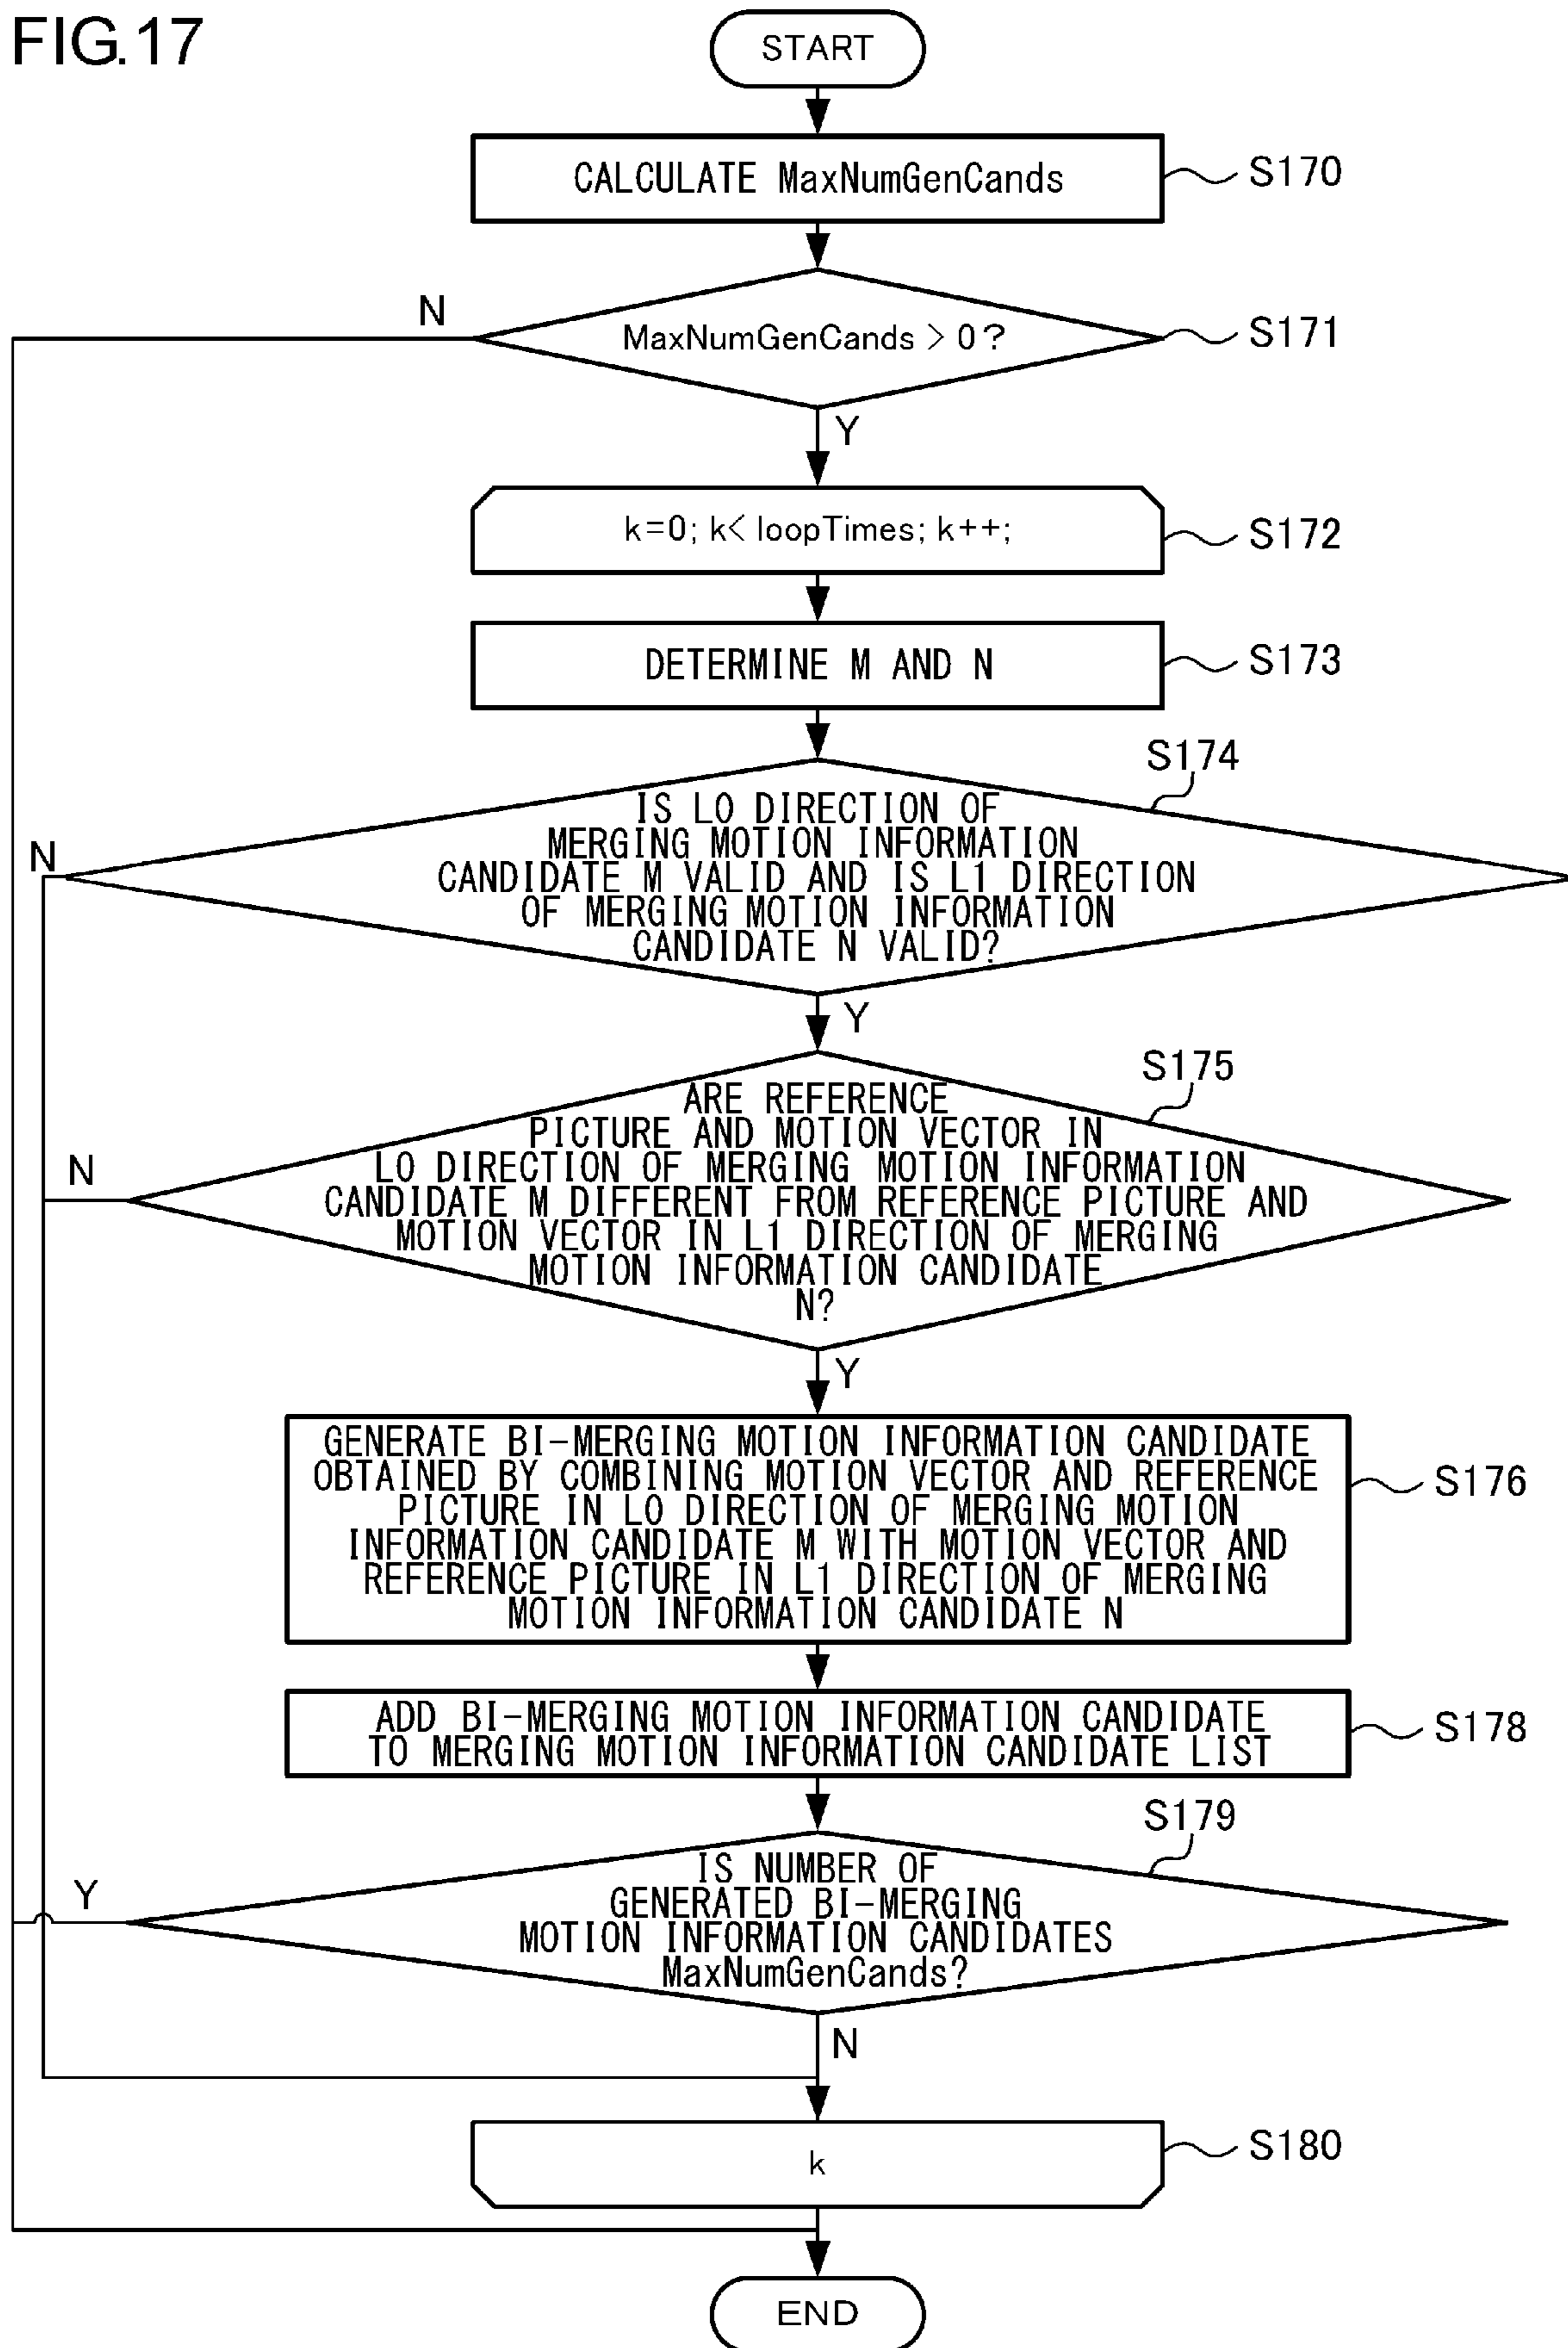 FIG.17
START
CALCULATE MaxNumGenCands
S170
N
MaxNumGenCands > 0?
S171
Y
k=0; k< loopTimes; k++;
S172
DETERMINE M AND N
S173
S174
IS L0 DIRECTION OF
MERGING MOTION INFORMATION
CANDIDATE M VALID AND IS L1 DIRECTION
OF MERGING MOTION INFORMATION
CANDIDATE N VALID?
N
Y
S175
ARE REFERENCE
PICTURE AND MOTION VECTOR IN
L0 DIRECTION OF MERGING MOTION INFORMATION
CANDIDATE M DIFFERENT FROM REFERENCE PICTURE AND
MOTION VECTOR IN L1 DIRECTION OF MERGING
MOTION INFORMATION CANDIDATE
N?
N
Y
GENERATE BI-MERGING MOTION INFORMATION CANDIDATE
OBTAINED BY COMBINING MOTION VECTOR AND REFERENCE
PICTURE IN L0 DIRECTION OF MERGING MOTION
INFORMATION CANDIDATE M WITH MOTION VECTOR AND
REFERENCE PICTURE IN L1 DIRECTION OF MERGING
MOTION INFORMATION CANDIDATE N
S176
ADD BI-MERGING MOTION INFORMATION CANDIDATE
TO MERGING MOTION INFORMATION CANDIDATE LIST
S178
S179
IS NUMBER OF
GENERATED BI-MERGING
MOTION INFORMATION CANDIDATES
MaxNumGenCands?
Y
N
k
S180
END